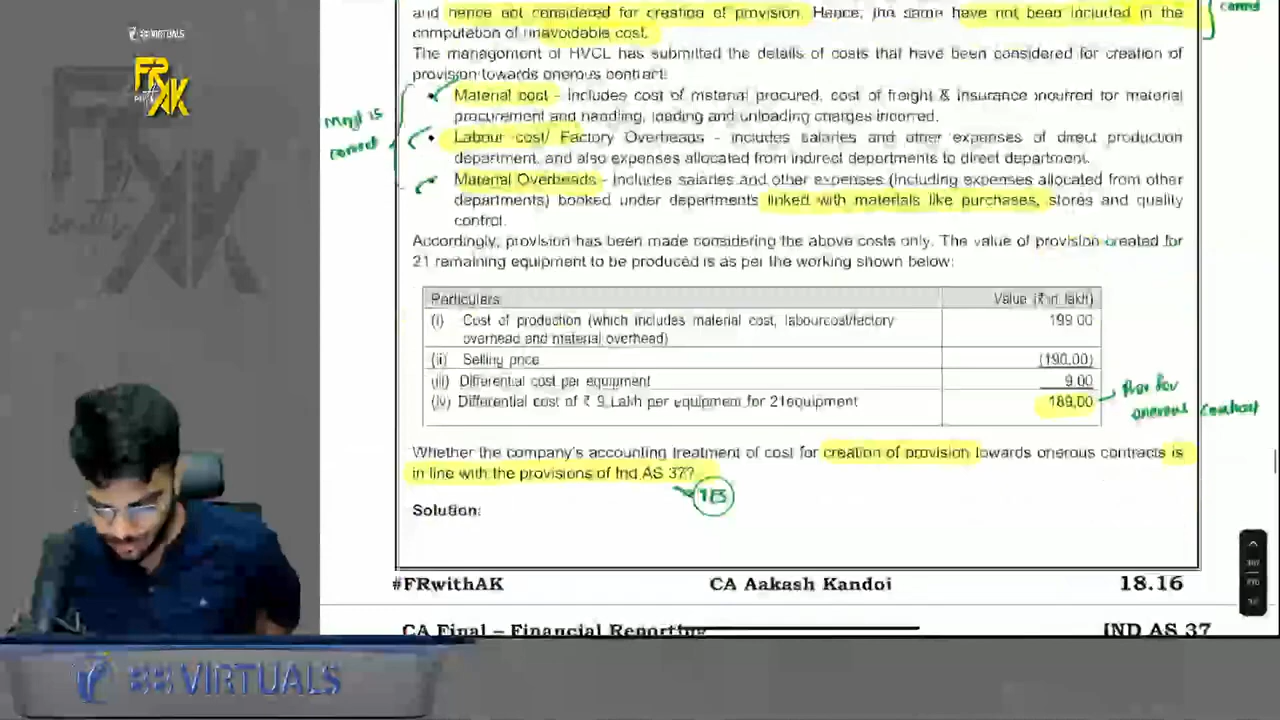 88 VIRTUALS
FR
AK
and hence not considered for creation of provision. Hence, the same have not been included in the
computation of unavoidable cost.
control
The management of HVCL has submitted the details of costs that have been considered for creation of
provision towards onerous contract:
• Material cost - includes cost of material procured, cost of freight & insurance incurred for material
procurement and handling, loading and unloading charges incurred.
Mngt is
correct
• Labour cost/ Factory Overheads - includes salaries and other expenses of direct production
department, and also expenses allocated from indirect departments to direct department.
• Material Overheads - includes salaries and other expenses (including expenses allocated from other
departments) booked under departments linked with materials like purchases, stores and quality
control.
Accordingly, provision has been made considering the above costs only. The value of provision created for
21 remaining equipment to be produced is as per the working shown below:
Particulars Value (₹ in lakh)
(i) Cost of production (which includes material cost, labourcost/factory 199.00
overhead and material overhead)
(ii) Selling price (190.00)
(iii) Differential cost per equipment 9.00
(iv) Differential cost of ₹ 9 Lakh per equipment for 21equipment 189.00
Prov for
onerous contract
Whether the company's accounting treatment of cost for creation of provision towards onerous contracts is
in line with the provisions of Ind AS 37?
Solution:
#FRwithAK CA Aakash Kandoi 18.16
CA Final – Financial Reporting IND AS 37
88 VIRTUALS